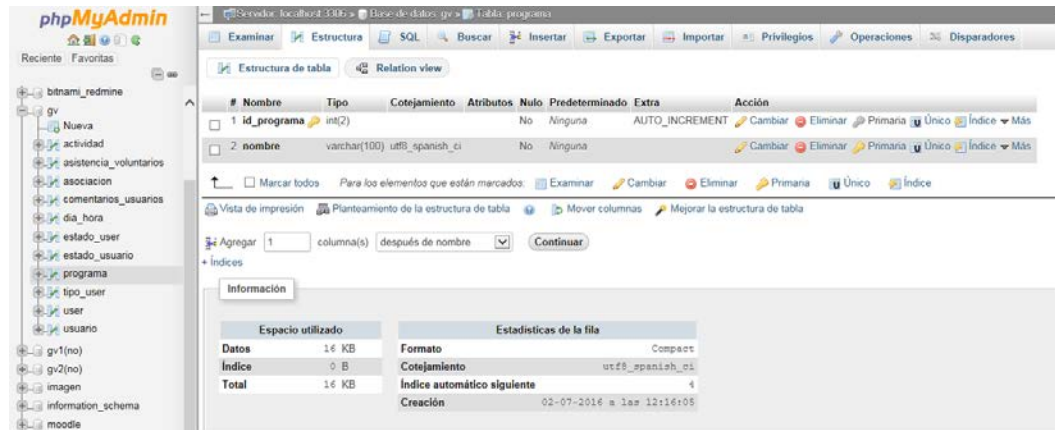 phpMyAdmin
Reciente Favoritas
bitnami_redmine
gv
Nueva
actividad
asistencia_voluntarios
asociacion
comentarios_usuarios
dia_hora
estado_user
estado_usuario
programa
tipo_user
user
usuario
gv1(no)
gv2(no)
imagen
information_schema
moodle
Servidor: localhost:3306 » Base de datos: gv » Tabla: programa
Examinar Estructura SQL Buscar Insertar Exportar Importar Privilegios Operaciones Disparadores
Estructura de tabla Relation view
# Nombre Tipo Cotejamiento Atributos Nulo Predeterminado Extra Acción
1 id_programa int(2) No Ninguna AUTO_INCREMENT Cambiar Eliminar Primaria Único Índice Más
2 nombre varchar(100) utf8_spanish_ci No Ninguna Cambiar Eliminar Primaria Único Índice Más
Marcar todos Para los elementos que están marcados: Examinar Cambiar Eliminar Primaria Único Índice
Vista de impresión Planteamiento de la estructura de tabla Mover columnas Mejorar la estructura de tabla
Agregar 1 columna(s) después de nombre Continuar
+ Índices
Información
Espacio utilizado
Datos 16 KB
Índice 0 B
Total 16 KB
Estadísticas de la fila
Formato Compact
Cotejamiento utf8_spanish_ci
Índice automático siguiente 4
Creación 02-07-2016 a las 12:16:05